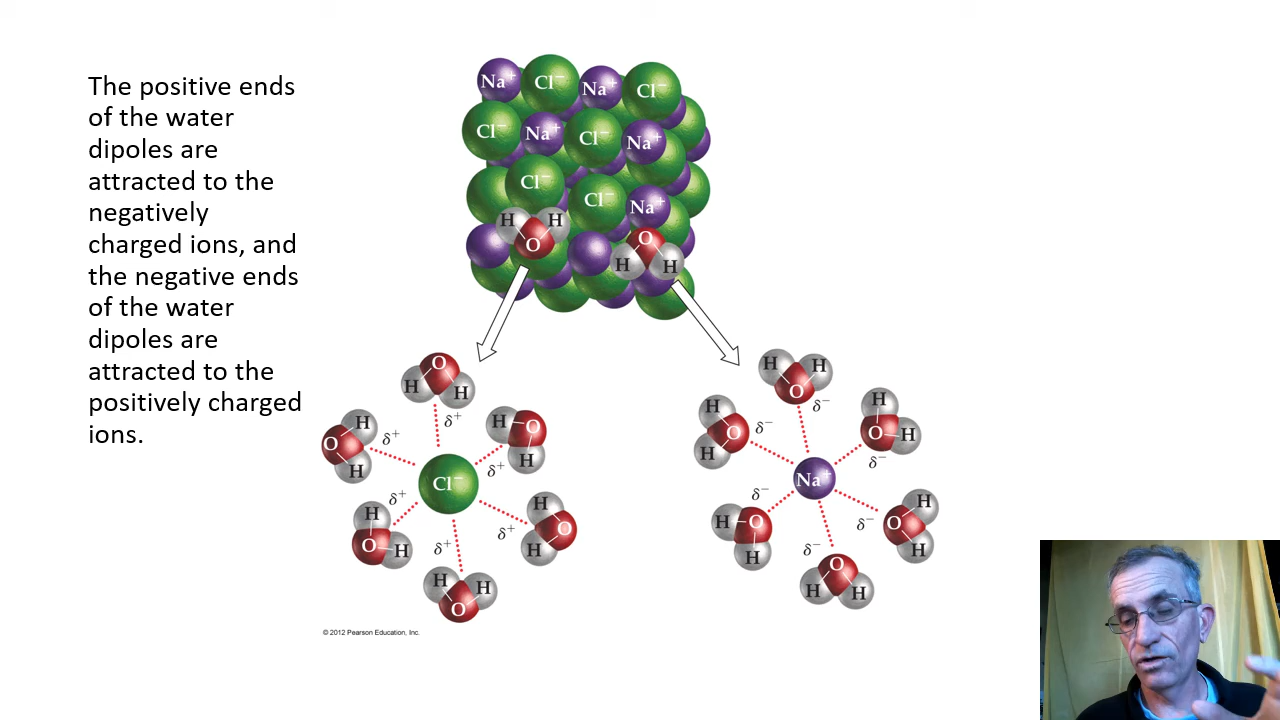 The positive ends
of the water
dipoles are
attracted to the
negatively
charged ions, and
the negative ends
of the water
dipoles are
attracted to the
positively charged
ions.
Na⁺ Cl⁻ Na⁺ Cl⁻
Cl⁻ Na⁺ Cl⁻ Na⁺
Cl⁻ Cl⁻ Na⁺
H H
O
O
H H
O
H H
δ⁺
H
O
H
δ⁺
H O
H
δ⁺
Cl⁻
H
O H
δ⁺
H
O
H
δ⁺
H H
O
δ⁺
H H
O
δ⁻
H
O
H
δ⁻
H
O H
δ⁻
Na⁺
H O
H
δ⁻
H
O
H
δ⁻
O
H H
δ⁻
© 2012 Pearson Education, Inc.